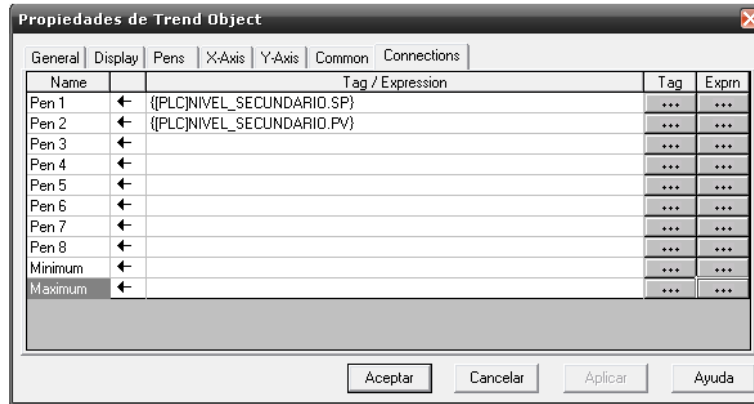 Propiedades de Trend Object
General Display Pens X-Axis Y-Axis Common Connections
Name Tag / Expression Tag Exprn
Pen 1 ← {[PLC]NIVEL_SECUNDARIO.SP} ... ...
Pen 2 ← {[PLC]NIVEL_SECUNDARIO.PV} ... ...
Pen 3 ← ... ...
Pen 4 ← ... ...
Pen 5 ← ... ...
Pen 6 ← ... ...
Pen 7 ← ... ...
Pen 8 ← ... ...
Minimum ← ... ...
Maximum ← ... ...
Aceptar Cancelar Aplicar Ayuda